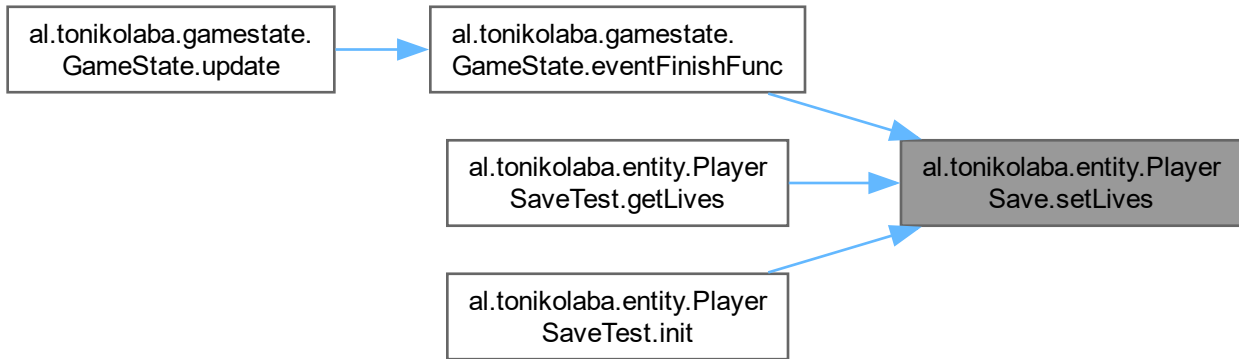 al.tonikolaba.gamestate.
GameState.update
al.tonikolaba.gamestate.
GameState.eventFinishFunc
al.tonikolaba.entity.Player
SaveTest.getLives
al.tonikolaba.entity.Player
Save.setLives
al.tonikolaba.entity.Player
SaveTest.init